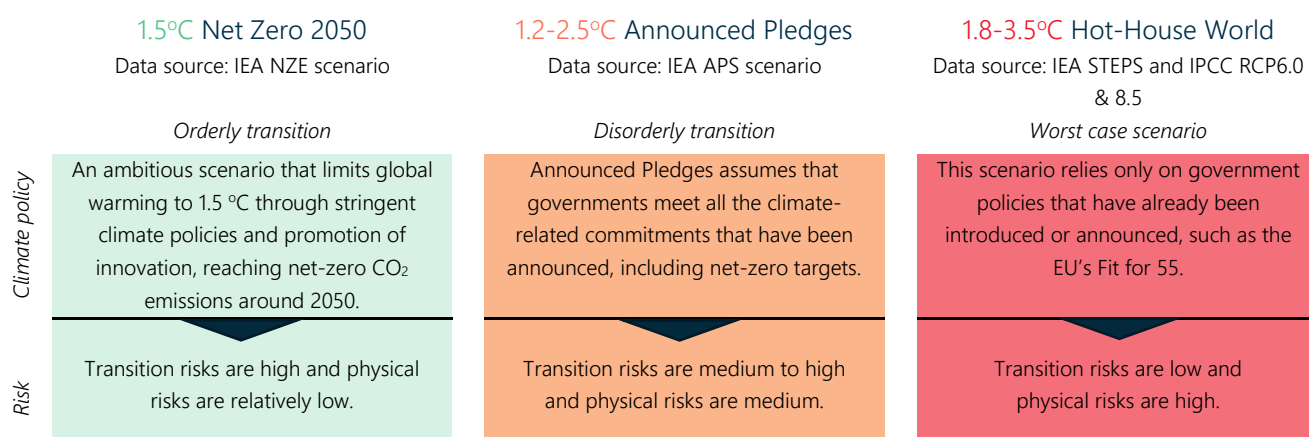 1.5ºC Net Zero 2050
Data source: IEA NZE scenario
Orderly transition
1.2-2.5ºC Announced Pledges
Data source: IEA APS scenario
Disorderly transition
1.8-3.5ºC Hot-House World
Data source: IEA STEPS and IPCC RCP6.0
& 8.5
Worst case scenario
Climate policy
An ambitious scenario that limits global
warming to 1.5 ºC through stringent
climate policies and promotion of
innovation, reaching net-zero CO₂
emissions around 2050.
Announced Pledges assumes that
governments meet all the climate-
related commitments that have been
announced, including net-zero targets.
This scenario relies only on government
policies that have already been
introduced or announced, such as the
EU's Fit for 55.
Risk
Transition risks are high and physical
risks are relatively low.
Transition risks are medium to high
and physical risks are medium.
Transition risks are low and
physical risks are high.